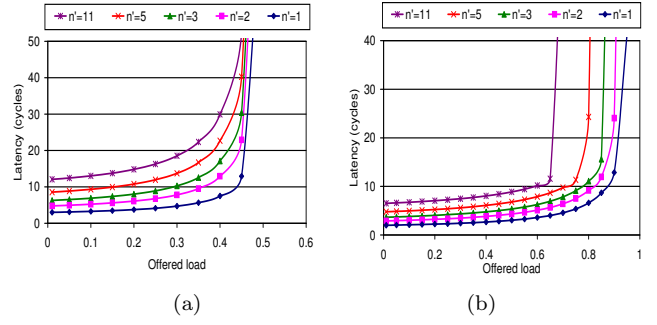 n'=11 n'=5 n'=3 n'=2 n'=1
50
40
30
20
10
0
Latency (cycles)
0 0.1 0.2 0.3 0.4 0.5 0.6
Offered load
(a)
n'=11 n'=5 n'=3 n'=2 n'=1
40
30
20
10
0
Latency (cycles)
0 0.2 0.4 0.6 0.8 1
Offered load
(b)